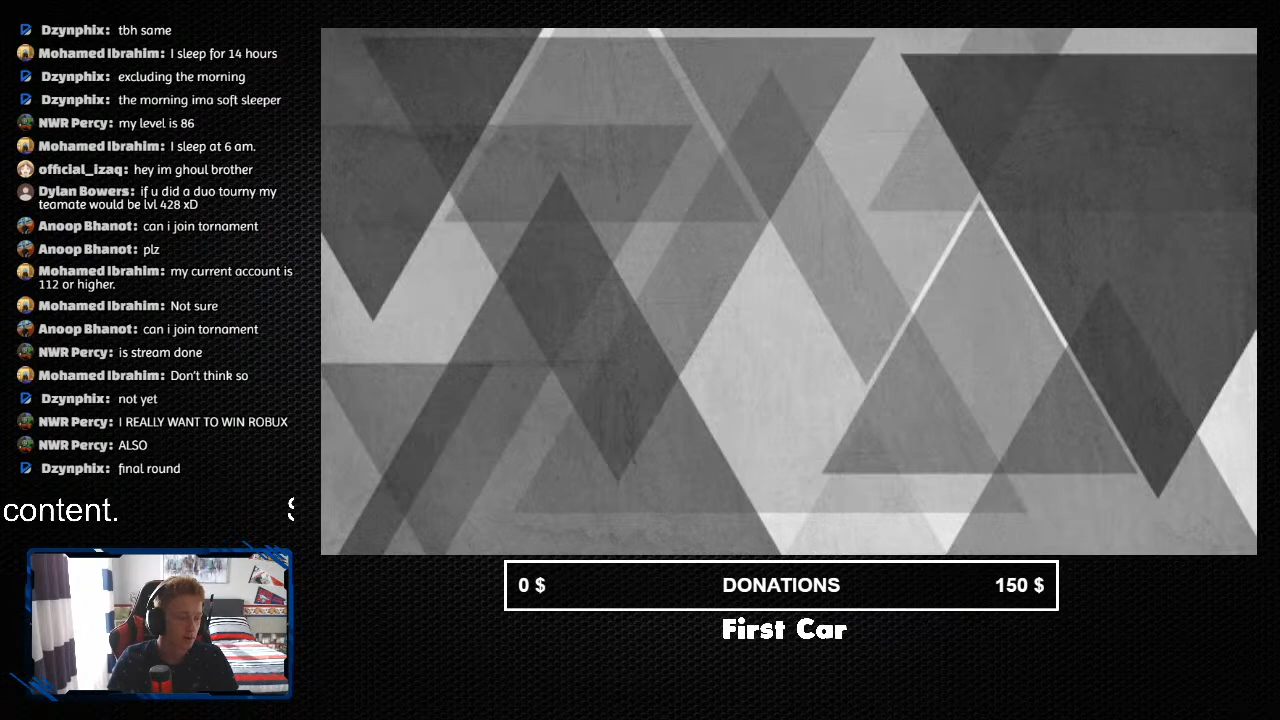 Dzynphix: tbh same
Mohamed Ibrahim: I sleep for 14 hours
Dzynphix: excluding the morning
Dzynphix: the morning ima soft sleeper
NWR Percy: my level is 86
Mohamed Ibrahim: I sleep at 6 am.
official_izaq: hey im ghoul brother
Dylan Bowers: if u did a duo tourny my
teamate would be lvl 428 xD
Anoop Bhanot: can i join tornament
Anoop Bhanot: plz
Mohamed Ibrahim: my current account is
112 or higher.
Mohamed Ibrahim: Not sure
Anoop Bhanot: can i join tornament
NWR Percy: is stream done
Mohamed Ibrahim: Don't think so
Dzynphix: not yet
NWR Percy: I REALLY WANT TO WIN ROBUX
NWR Percy: ALSO
Dzynphix: final round
content.
0 $ DONATIONS 150 $
First Car